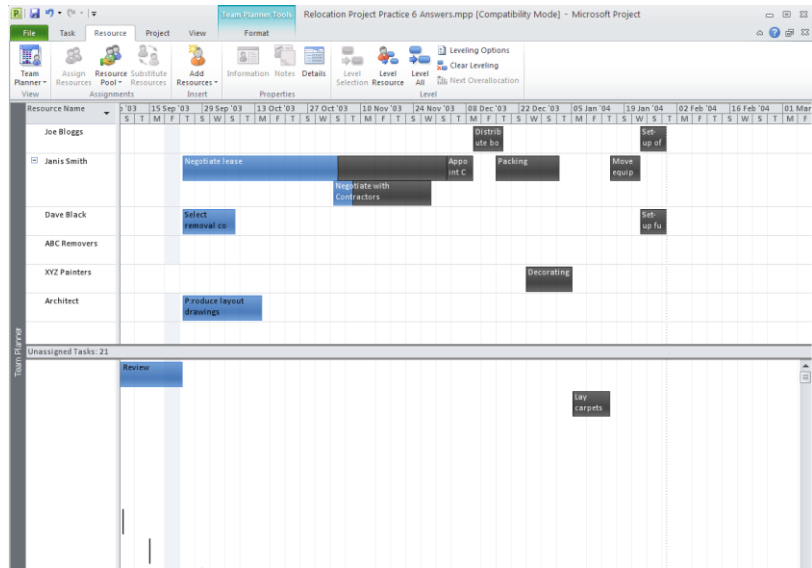 Team Planner Tools
Relocation Project Practice 6 Answers.mpp [Compatibility Mode] - Microsoft Project
File Task Resource Project View Format
Team Planner
Assign Resources
Resource Pool
Substitute Resources
Add Resources
Information
Notes
Details
Level Selection
Level Resource
Level All
Leveling Options
Clear Leveling
Next Overallocation
View Assignments Insert Properties Level
Resource Name
'03 15 Sep '03 29 Sep '03 13 Oct '03 27 Oct '03 10 Nov '03 24 Nov '03 08 Dec '03 22 Dec '03 05 Jan '04 19 Jan '04 02 Feb '04 16 Feb '04 01 Mar
S T M F T S W S T M F T S W S T M F T S W S T M F T S W S T M F T S W S T M F T S W S T M F
Joe Bloggs
Distrib
ute bo
Set-
up of
Janis Smith
Negotiate lease
Appo
int C
Packing
Move
equip
Negotiate with
Contractors
Dave Black
Select
removal co
Set-
up fu
ABC Removers
XYZ Painters
Decorating
Architect
Produce layout
drawings
Team Planner
Unassigned Tasks: 21
Review
Lay
carpets